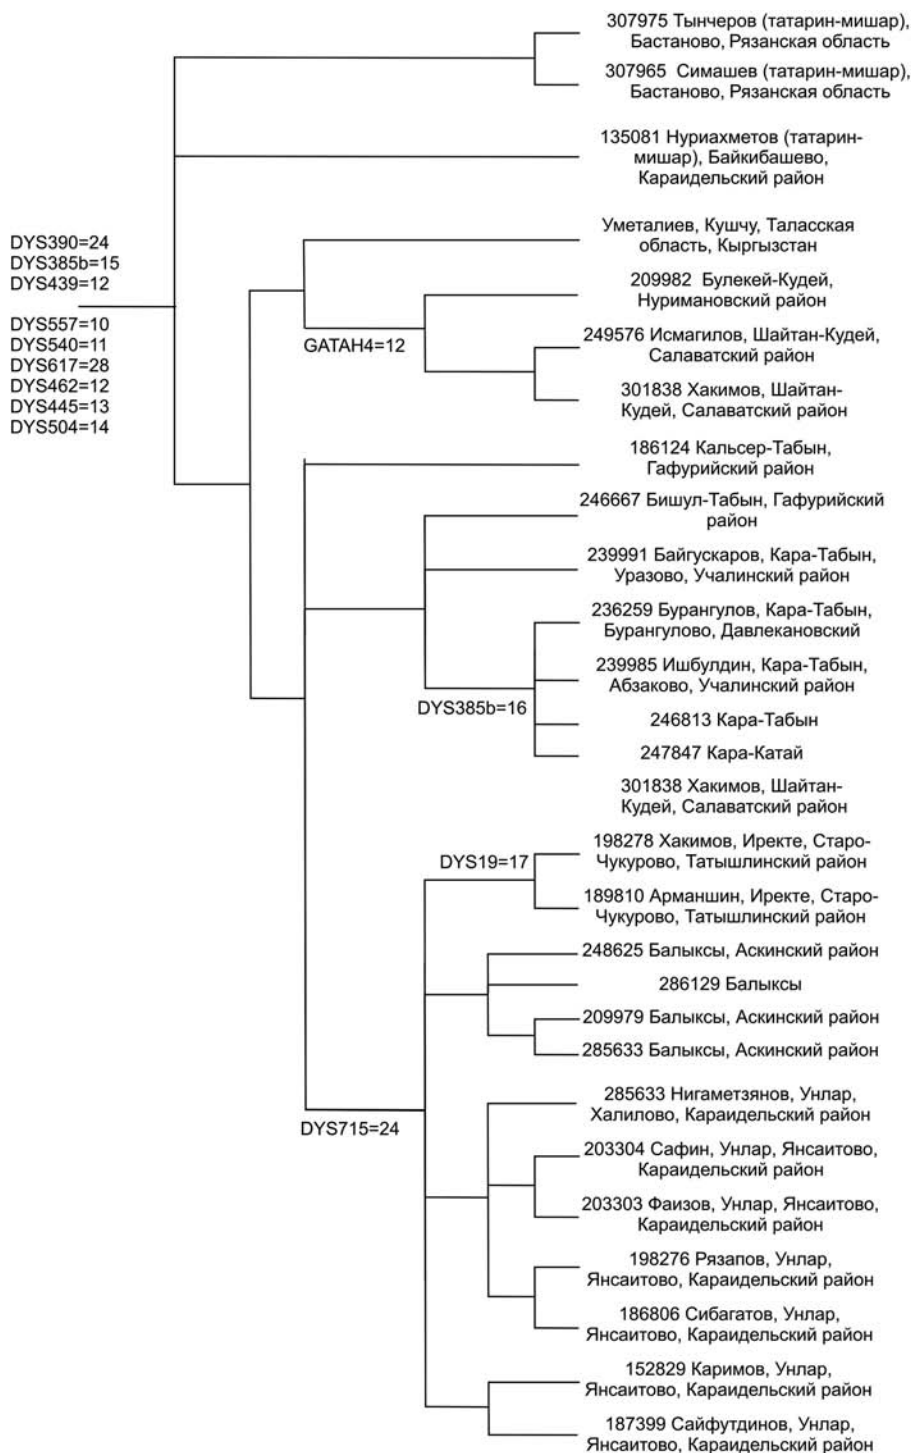 307975 Тынчеров (татарин-мишар),
Бастаново, Рязанская область
307965 Симашев (татарин-мишар),
Бастаново, Рязанская область
135081 Нуриахметов (татарин-
мишар), Байкибашево,
Караидельский район
DYS390=24
DYS385b=15
DYS439=12
DYS557=10
DYS540=11
DYS617=28
DYS462=12
DYS445=13
DYS504=14
Уметалиев, Кушчу, Таласская
область, Кыргызстан
209982 Булекей-Кудей,
Нуримановский район
GATAH4=12
249576 Исмагилов, Шайтан-Кудей,
Салаватский район
301838 Хакимов, Шайтан-
Кудей, Салаватский район
186124 Кальсер-Табын,
Гафурийский район
246667 Бишул-Табын, Гафурийский
район
239991 Байгускаров, Кара-Табын,
Уразово, Учалинский район
236259 Бурангулов, Кара-Табын,
Бурангулово, Давлекановский
239985 Ишбулдин, Кара-Табын,
Абзаково, Учалинский район
DYS385b=16
246813 Кара-Табын
247847 Кара-Катай
301838 Хакимов, Шайтан-
Кудей, Салаватский район
DYS19=17
198278 Хакимов, Иректе, Старо-
Чукурово, Татышлинский район
189810 Арманшин, Иректе, Старо-
Чукурово, Татышлинский район
248625 Балыксы, Аскинский район
286129 Балыксы
209979 Балыксы, Аскинский район
285633 Балыксы, Аскинский район
DYS715=24
285633 Нигаметзянов, Унлар,
Халилово, Караидельский район
203304 Сафин, Унлар, Янсаитово,
Караидельский район
203303 Фаизов, Унлар, Янсаитово,
Караидельский район
198276 Рязапов, Унлар,
Янсаитово, Караидельский район
186806 Сибагатов, Унлар,
Янсаитово, Караидельский район
152829 Каримов, Унлар,
Янсаитово, Караидельский район
187399 Сайфутдинов, Унлар,
Янсаитово, Караидельский район